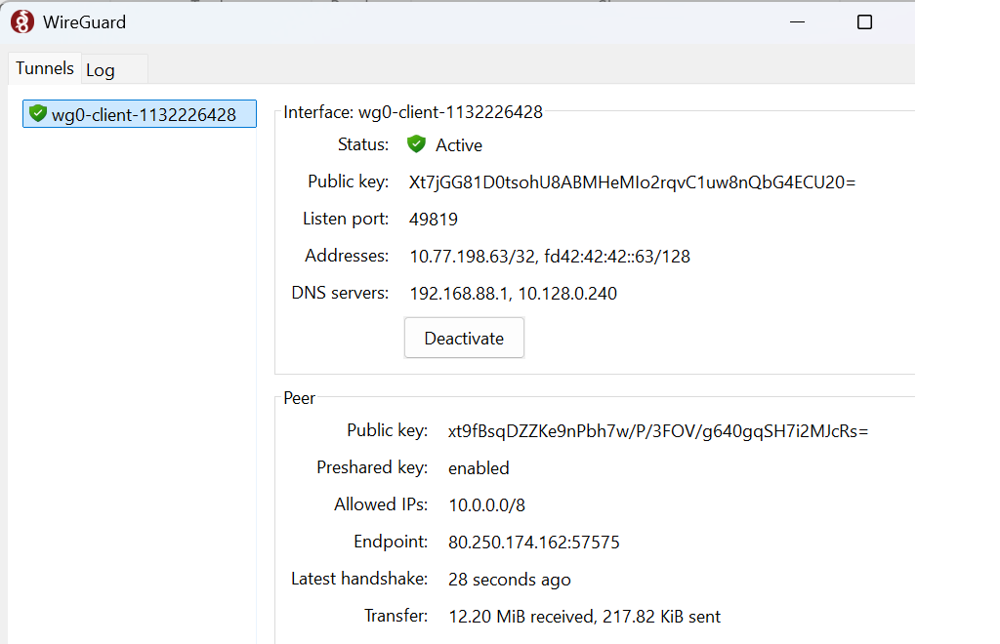 WireGuard
Tunnels Log
wg0-client-1132226428
Interface: wg0-client-1132226428
Status: Active
Public key: Xt7jGG81D0tsohU8ABMHeMIo2rqvC1uw8nQbG4ECU20=
Listen port: 49819
Addresses: 10.77.198.63/32, fd42:42:42::63/128
DNS servers: 192.168.88.1, 10.128.0.240
Deactivate
Peer
Public key: xt9fBsqDZZKe9nPbh7w/P/3FOV/g640gqSH7i2MJcRs=
Preshared key: enabled
Allowed IPs: 10.0.0.0/8
Endpoint: 80.250.174.162:57575
Latest handshake: 28 seconds ago
Transfer: 12.20 MiB received, 217.82 KiB sent